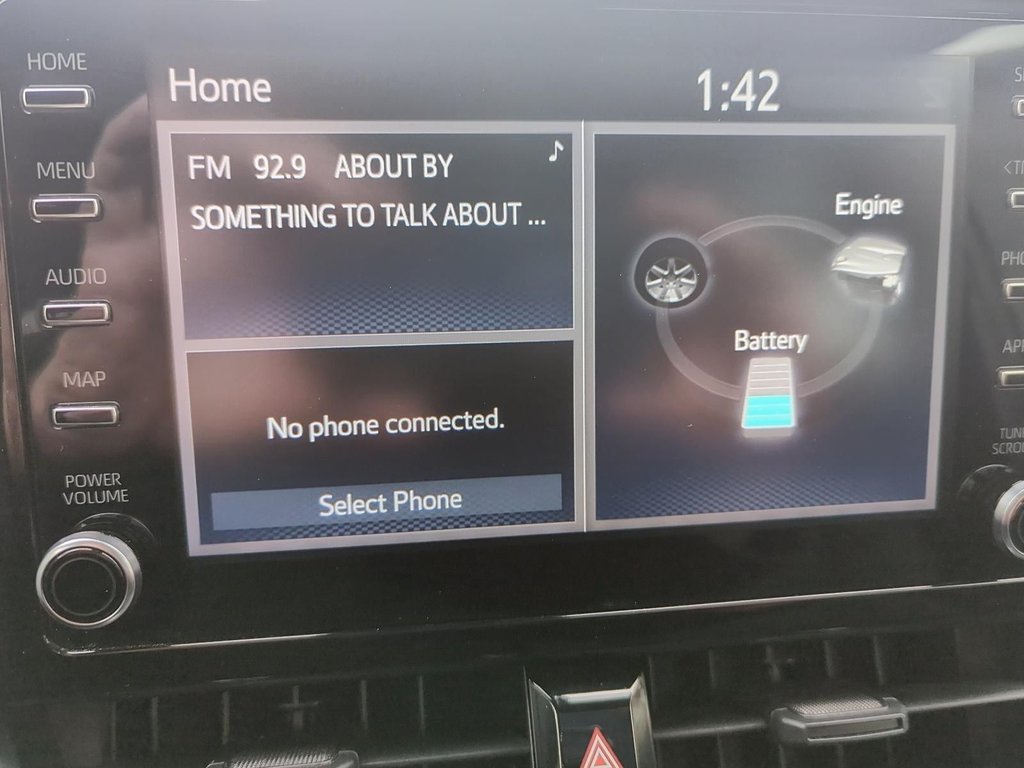 HOME
MENU
AUDIO
MAP
POWER
VOLUME
Home
1:42
FM 92.9 ABOUT BY
SOMETHING TO TALK ABOUT ...
No phone connected.
Select Phone
Engine
Battery